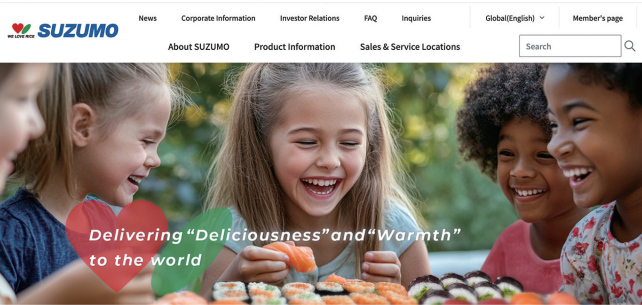 News Corporate Information Investor Relations FAQ Inquiries Global(English) Member's page
WE LOVE RICE SUZUMO
About SUZUMO Product Information Sales & Service Locations Search
Delivering “Deliciousness”and“Warmth”
to the world